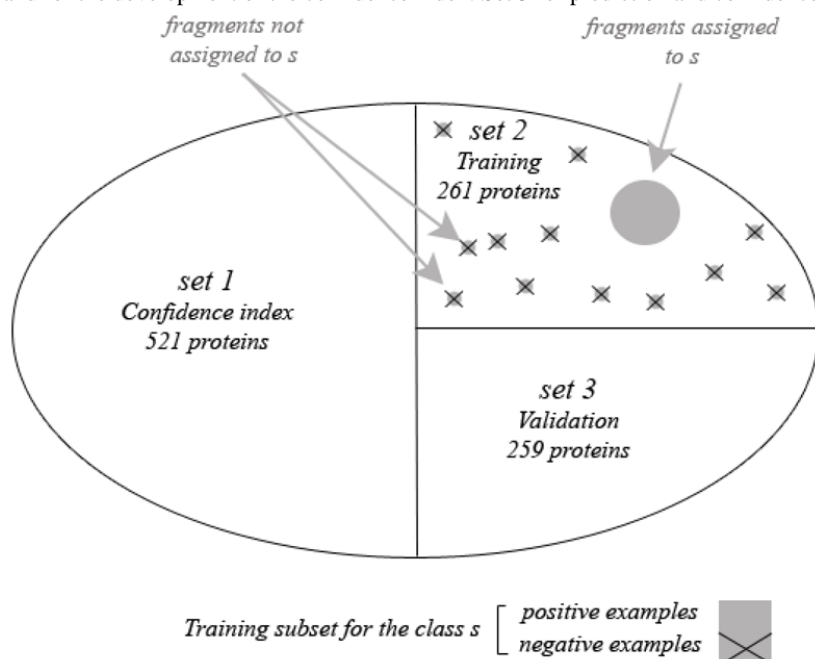 fragments not
assigned to s
fragments assigned
to s
set 2
Training
261 proteins
set 1
Confidence index
521 proteins
set 3
Validation
259 proteins
Training subset for the class s
positive examples
negative examples